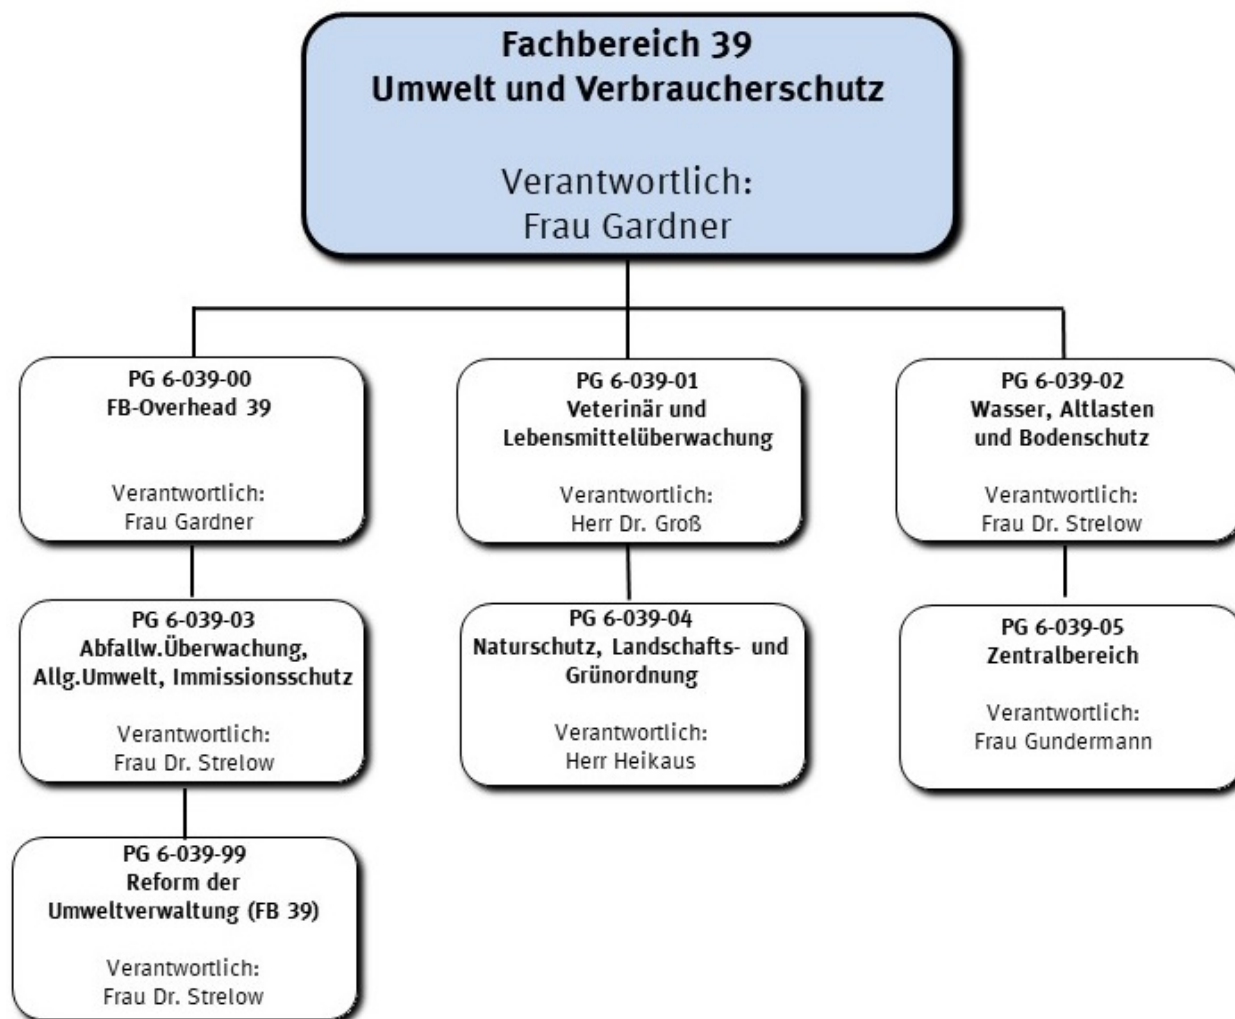 Fachbereich 39
Umwelt und Verbraucherschutz
Verantwortlich:
Frau Gardner
PG 6-039-00
FB-Overhead 39
Verantwortlich:
Frau Gardner
PG 6-039-01
Veterinär und
Lebensmittelüberwachung
Verantwortlich:
Herr Dr. Groß
PG 6-039-02
Wasser, Altlasten
und Bodenschutz
Verantwortlich:
Frau Dr. Strelow
PG 6-039-03
Abfallw.Überwachung,
Allg.Umwelt, Immissionsschutz
Verantwortlich:
Frau Dr. Strelow
PG 6-039-04
Naturschutz, Landschafts- und
Grünordnung
Verantwortlich:
Herr Heikaus
PG 6-039-05
Zentralbereich
Verantwortlich:
Frau Gundermann
PG 6-039-99
Reform der
Umweltverwaltung (FB 39)
Verantwortlich:
Frau Dr. Strelow